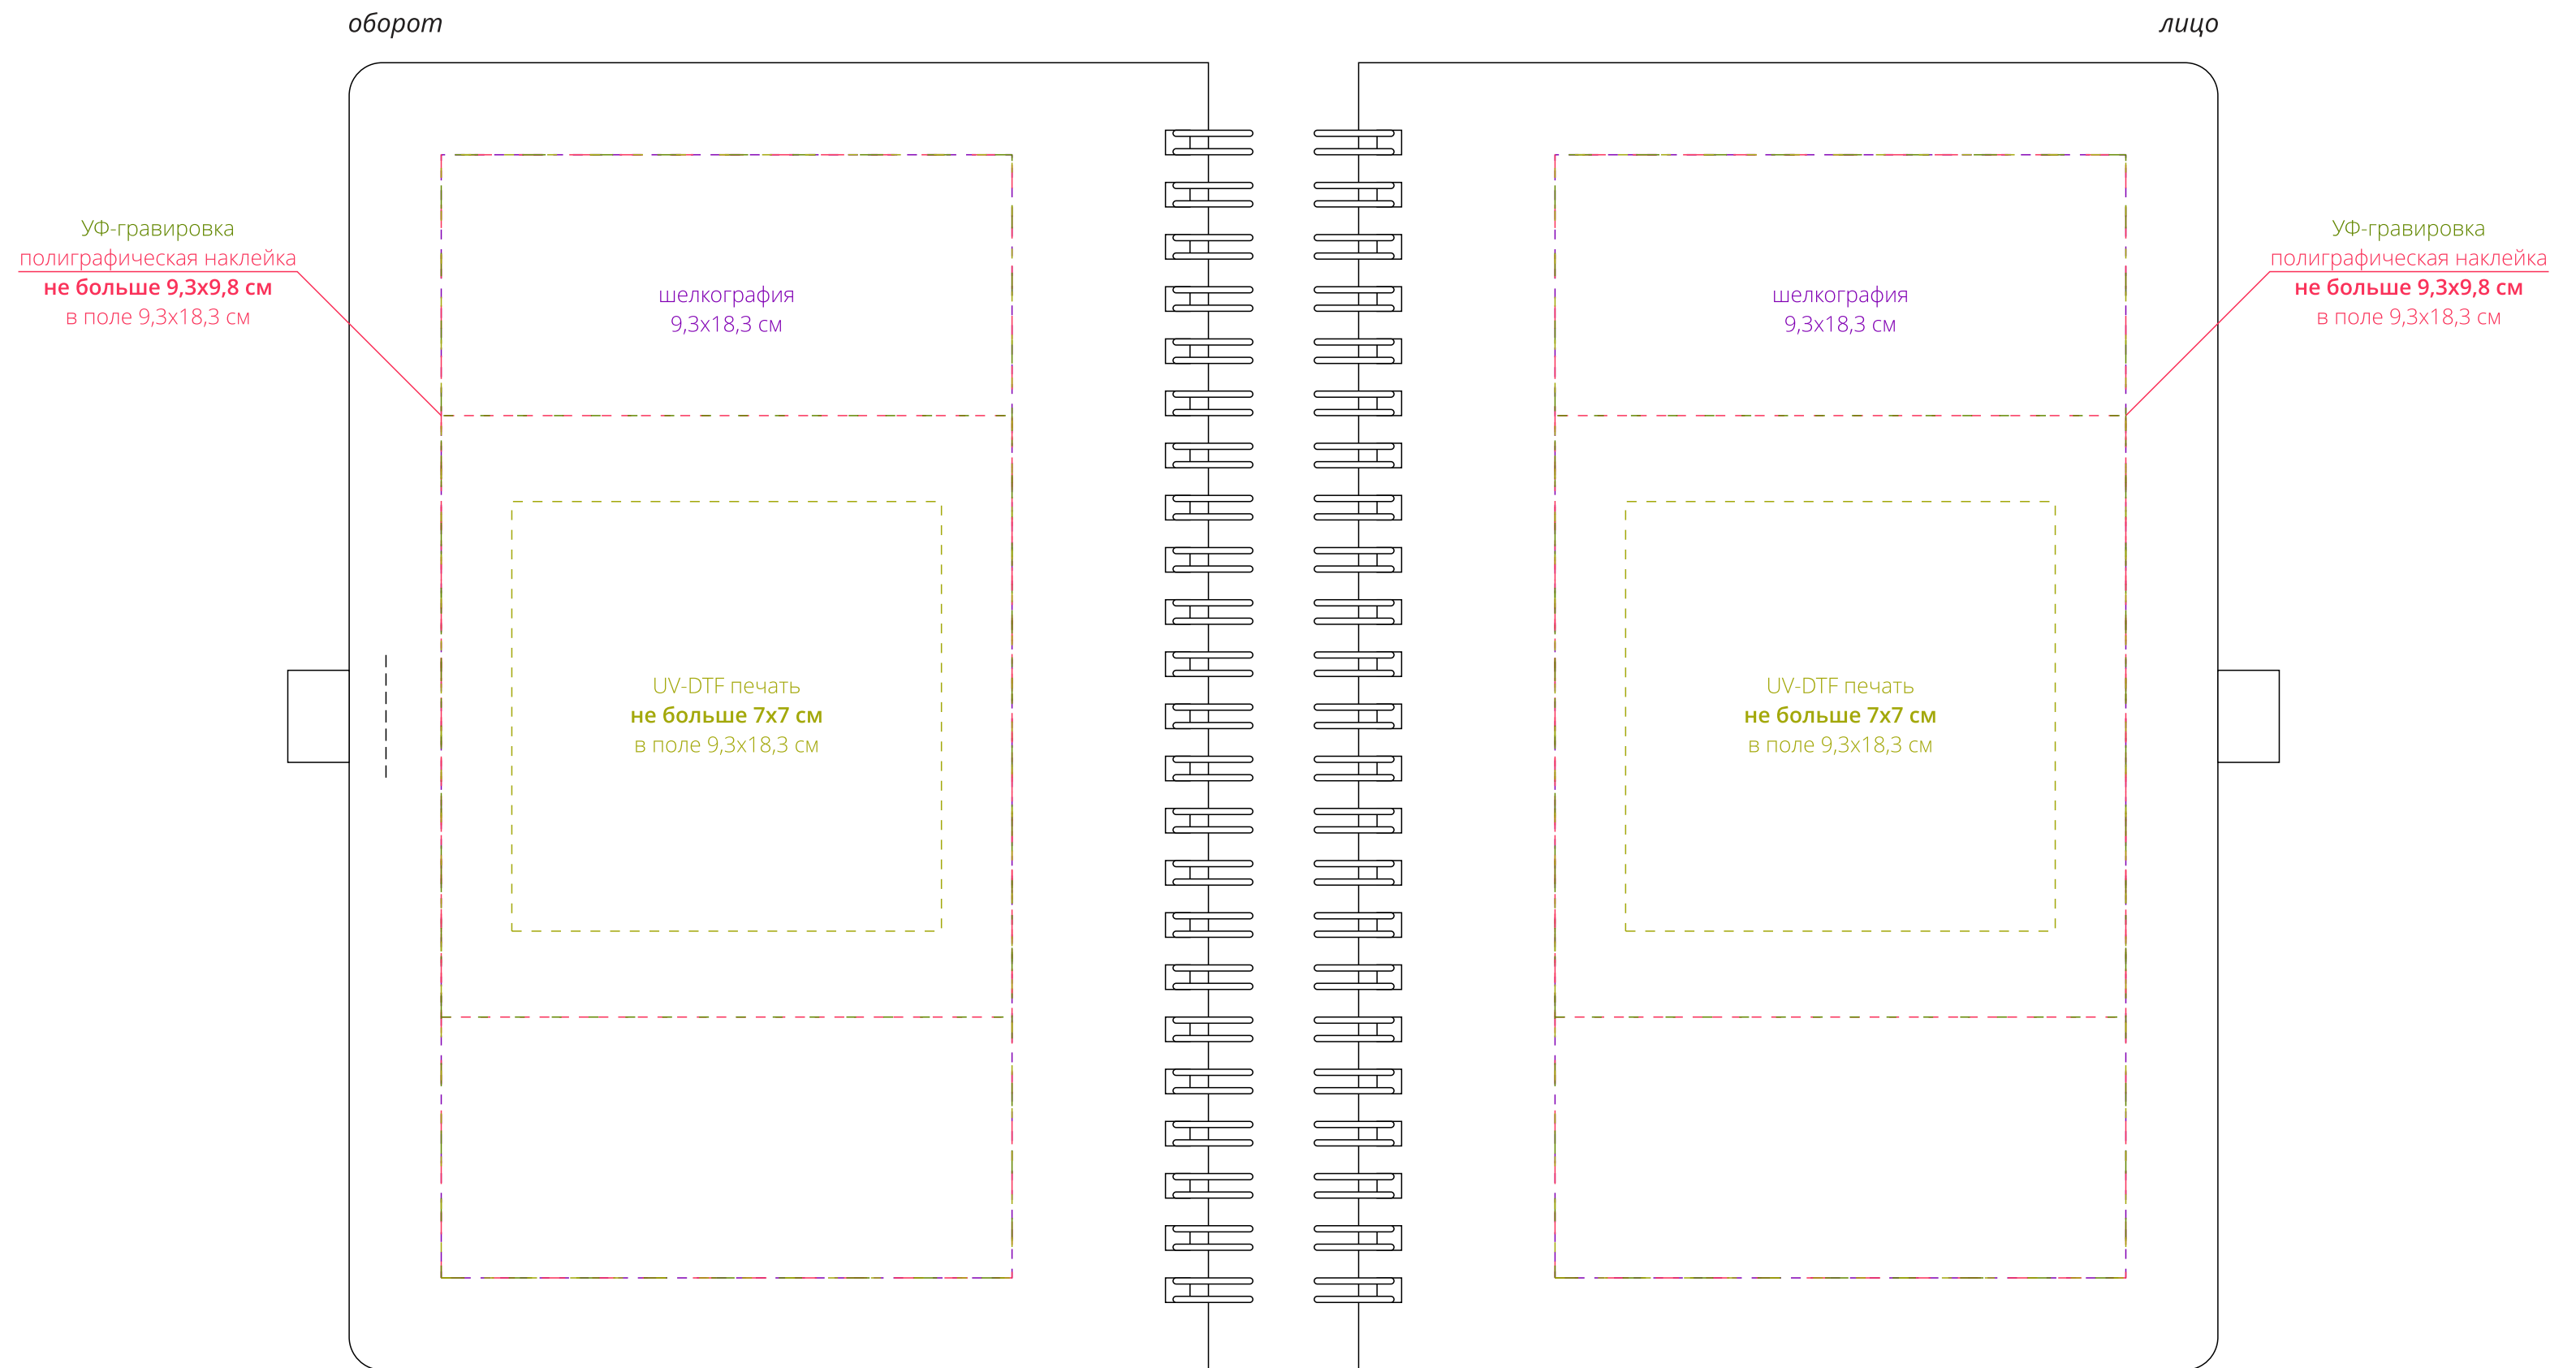 оборот
лицо
УФ-гравировка
полиграфическая наклейка
не больше 9,3х9,8 см
в поле 9,3х18,3 см
шелкография
9,3х18,3 см
UV-DTF печать
не больше 7х7 см
в поле 9,3х18,3 см
шелкография
9,3х18,3 см
UV-DTF печать
не больше 7х7 см
в поле 9,3х18,3 см
УФ-гравировка
полиграфическая наклейка
не больше 9,3х9,8 см
в поле 9,3х18,3 см